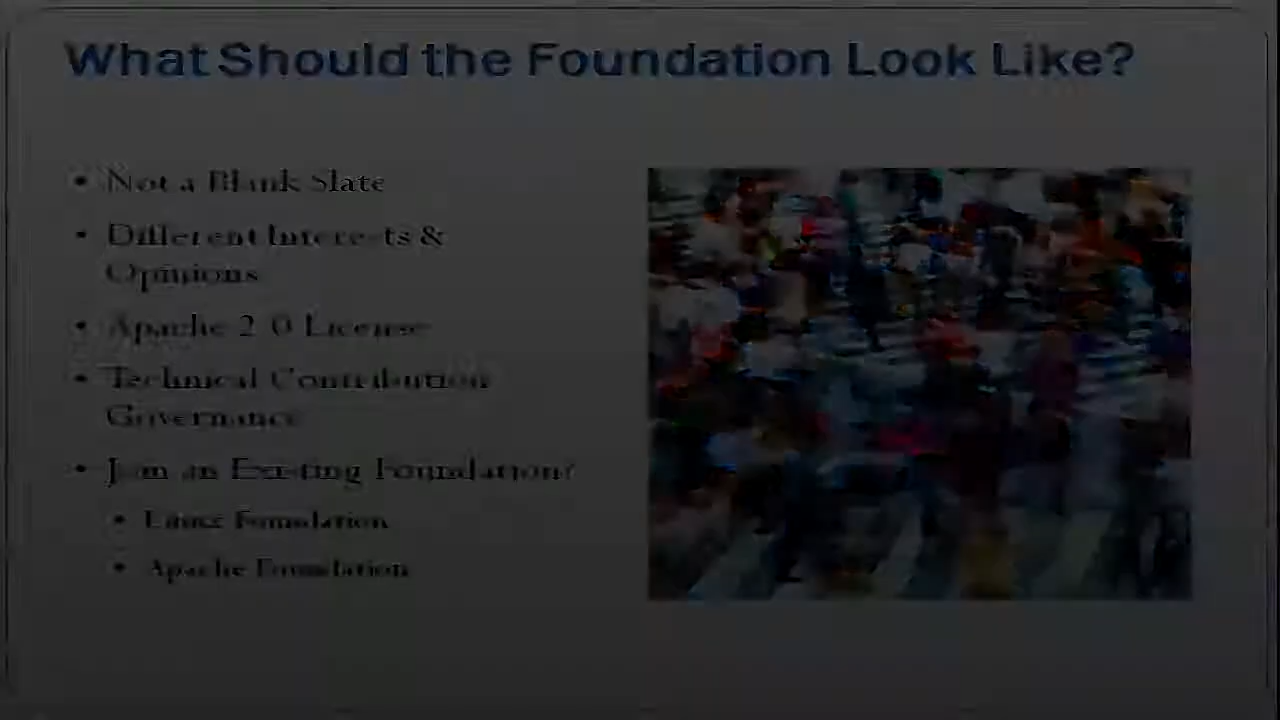 What Should the Foundation Look Like?
• Not a Blank Slate
• Different Interests &
Opinions
• Apache 2.0 License
• Technical Contribution
Governance
• Join an Existing Foundation?
• Linux Foundation
• Apache Foundation